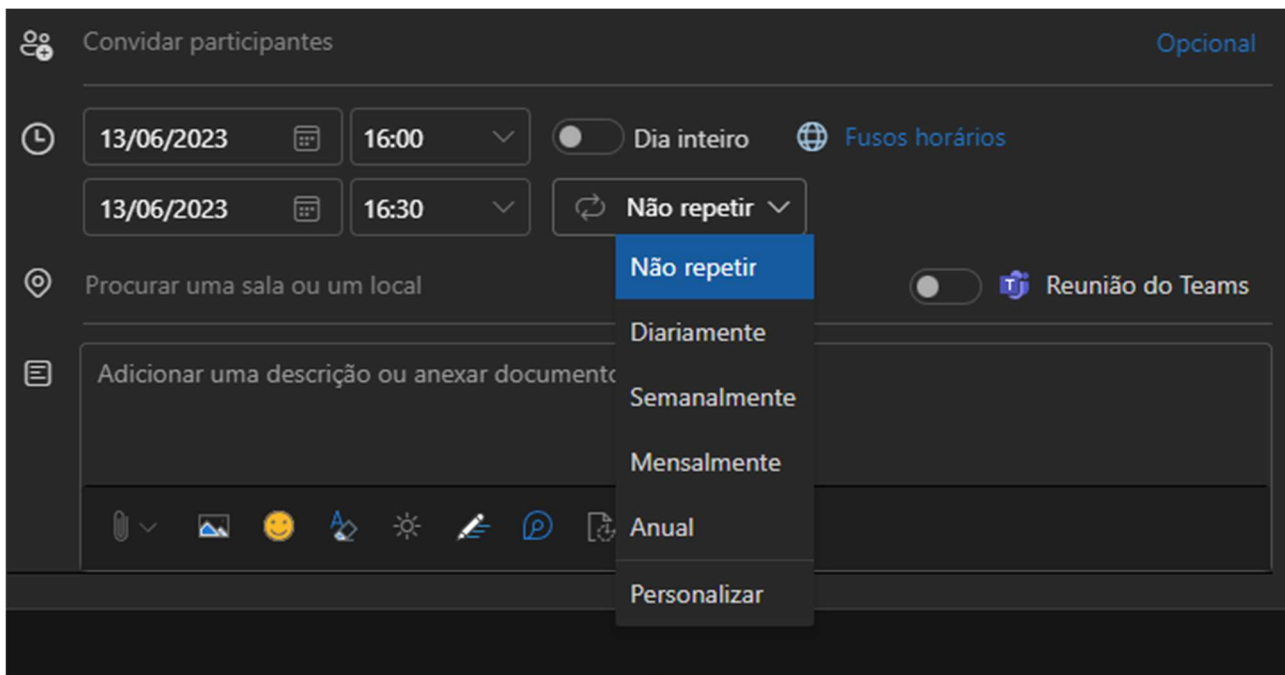 Convidar participantes
Opcional
13/06/2023
16:00
Dia inteiro
Fusos horários
13/06/2023
16:30
Não repetir
Não repetir
Procurar uma sala ou um local
Reunião do Teams
Diariamente
Adicionar uma descrição ou anexar documento
Semanalmente
Mensalmente
Anual
Personalizar